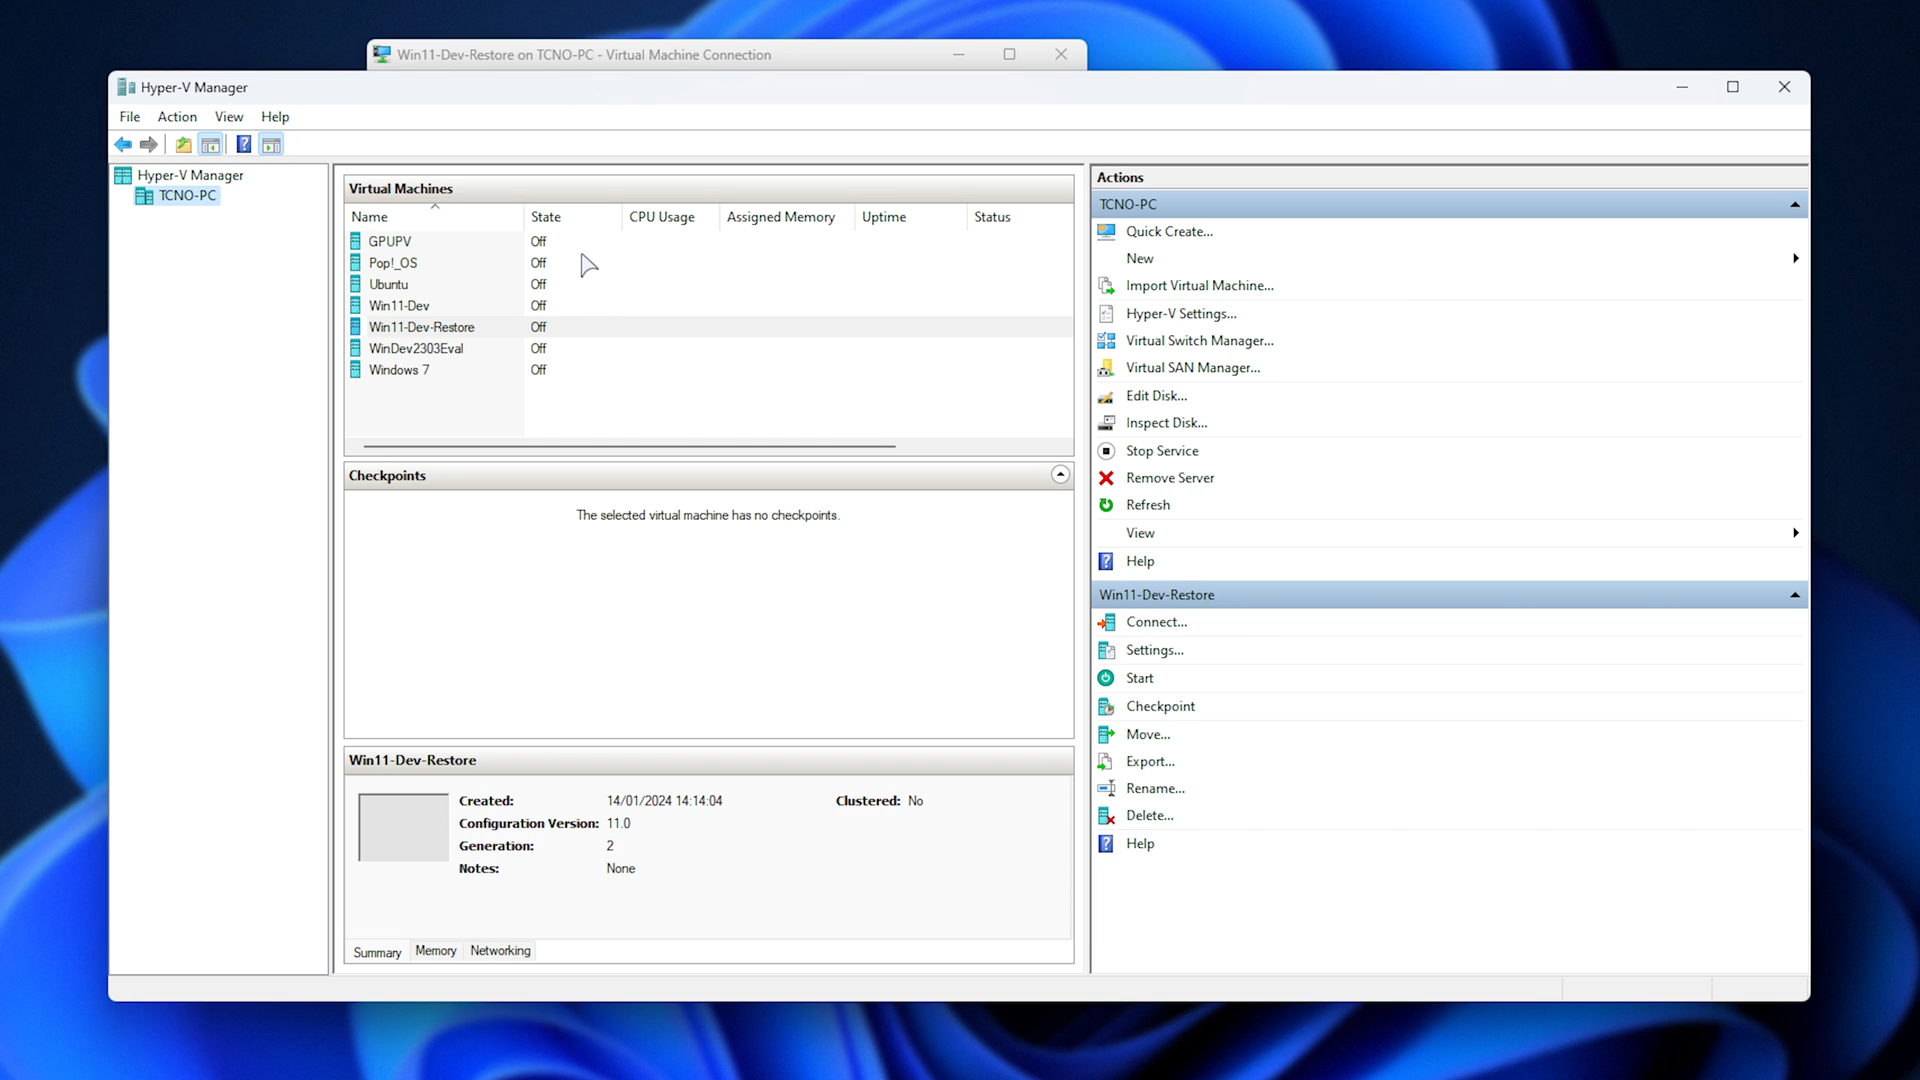 Win11-Dev-Restore on TCNO-PC - Virtual Machine Connection
Hyper-V Manager
File Action View Help
Hyper-V Manager
TCNO-PC
Virtual Machines
Name State CPU Usage Assigned Memory Uptime Status
GPUPV Off
Pop!_OS Off
Ubuntu Off
Win11-Dev Off
Win11-Dev-Restore Off
WinDev2303Eval Off
Windows 7 Off
Checkpoints
The selected virtual machine has no checkpoints.
Win11-Dev-Restore
Created: 14/01/2024 14:14:04 Clustered: No
Configuration Version: 11.0
Generation: 2
Notes: None
Summary Memory Networking
Actions
TCNO-PC
Quick Create...
New
Import Virtual Machine...
Hyper-V Settings...
Virtual Switch Manager...
Virtual SAN Manager...
Edit Disk...
Inspect Disk...
Stop Service
Remove Server
Refresh
View
Help
Win11-Dev-Restore
Connect...
Settings...
Start
Checkpoint
Move...
Export...
Rename...
Delete...
Help